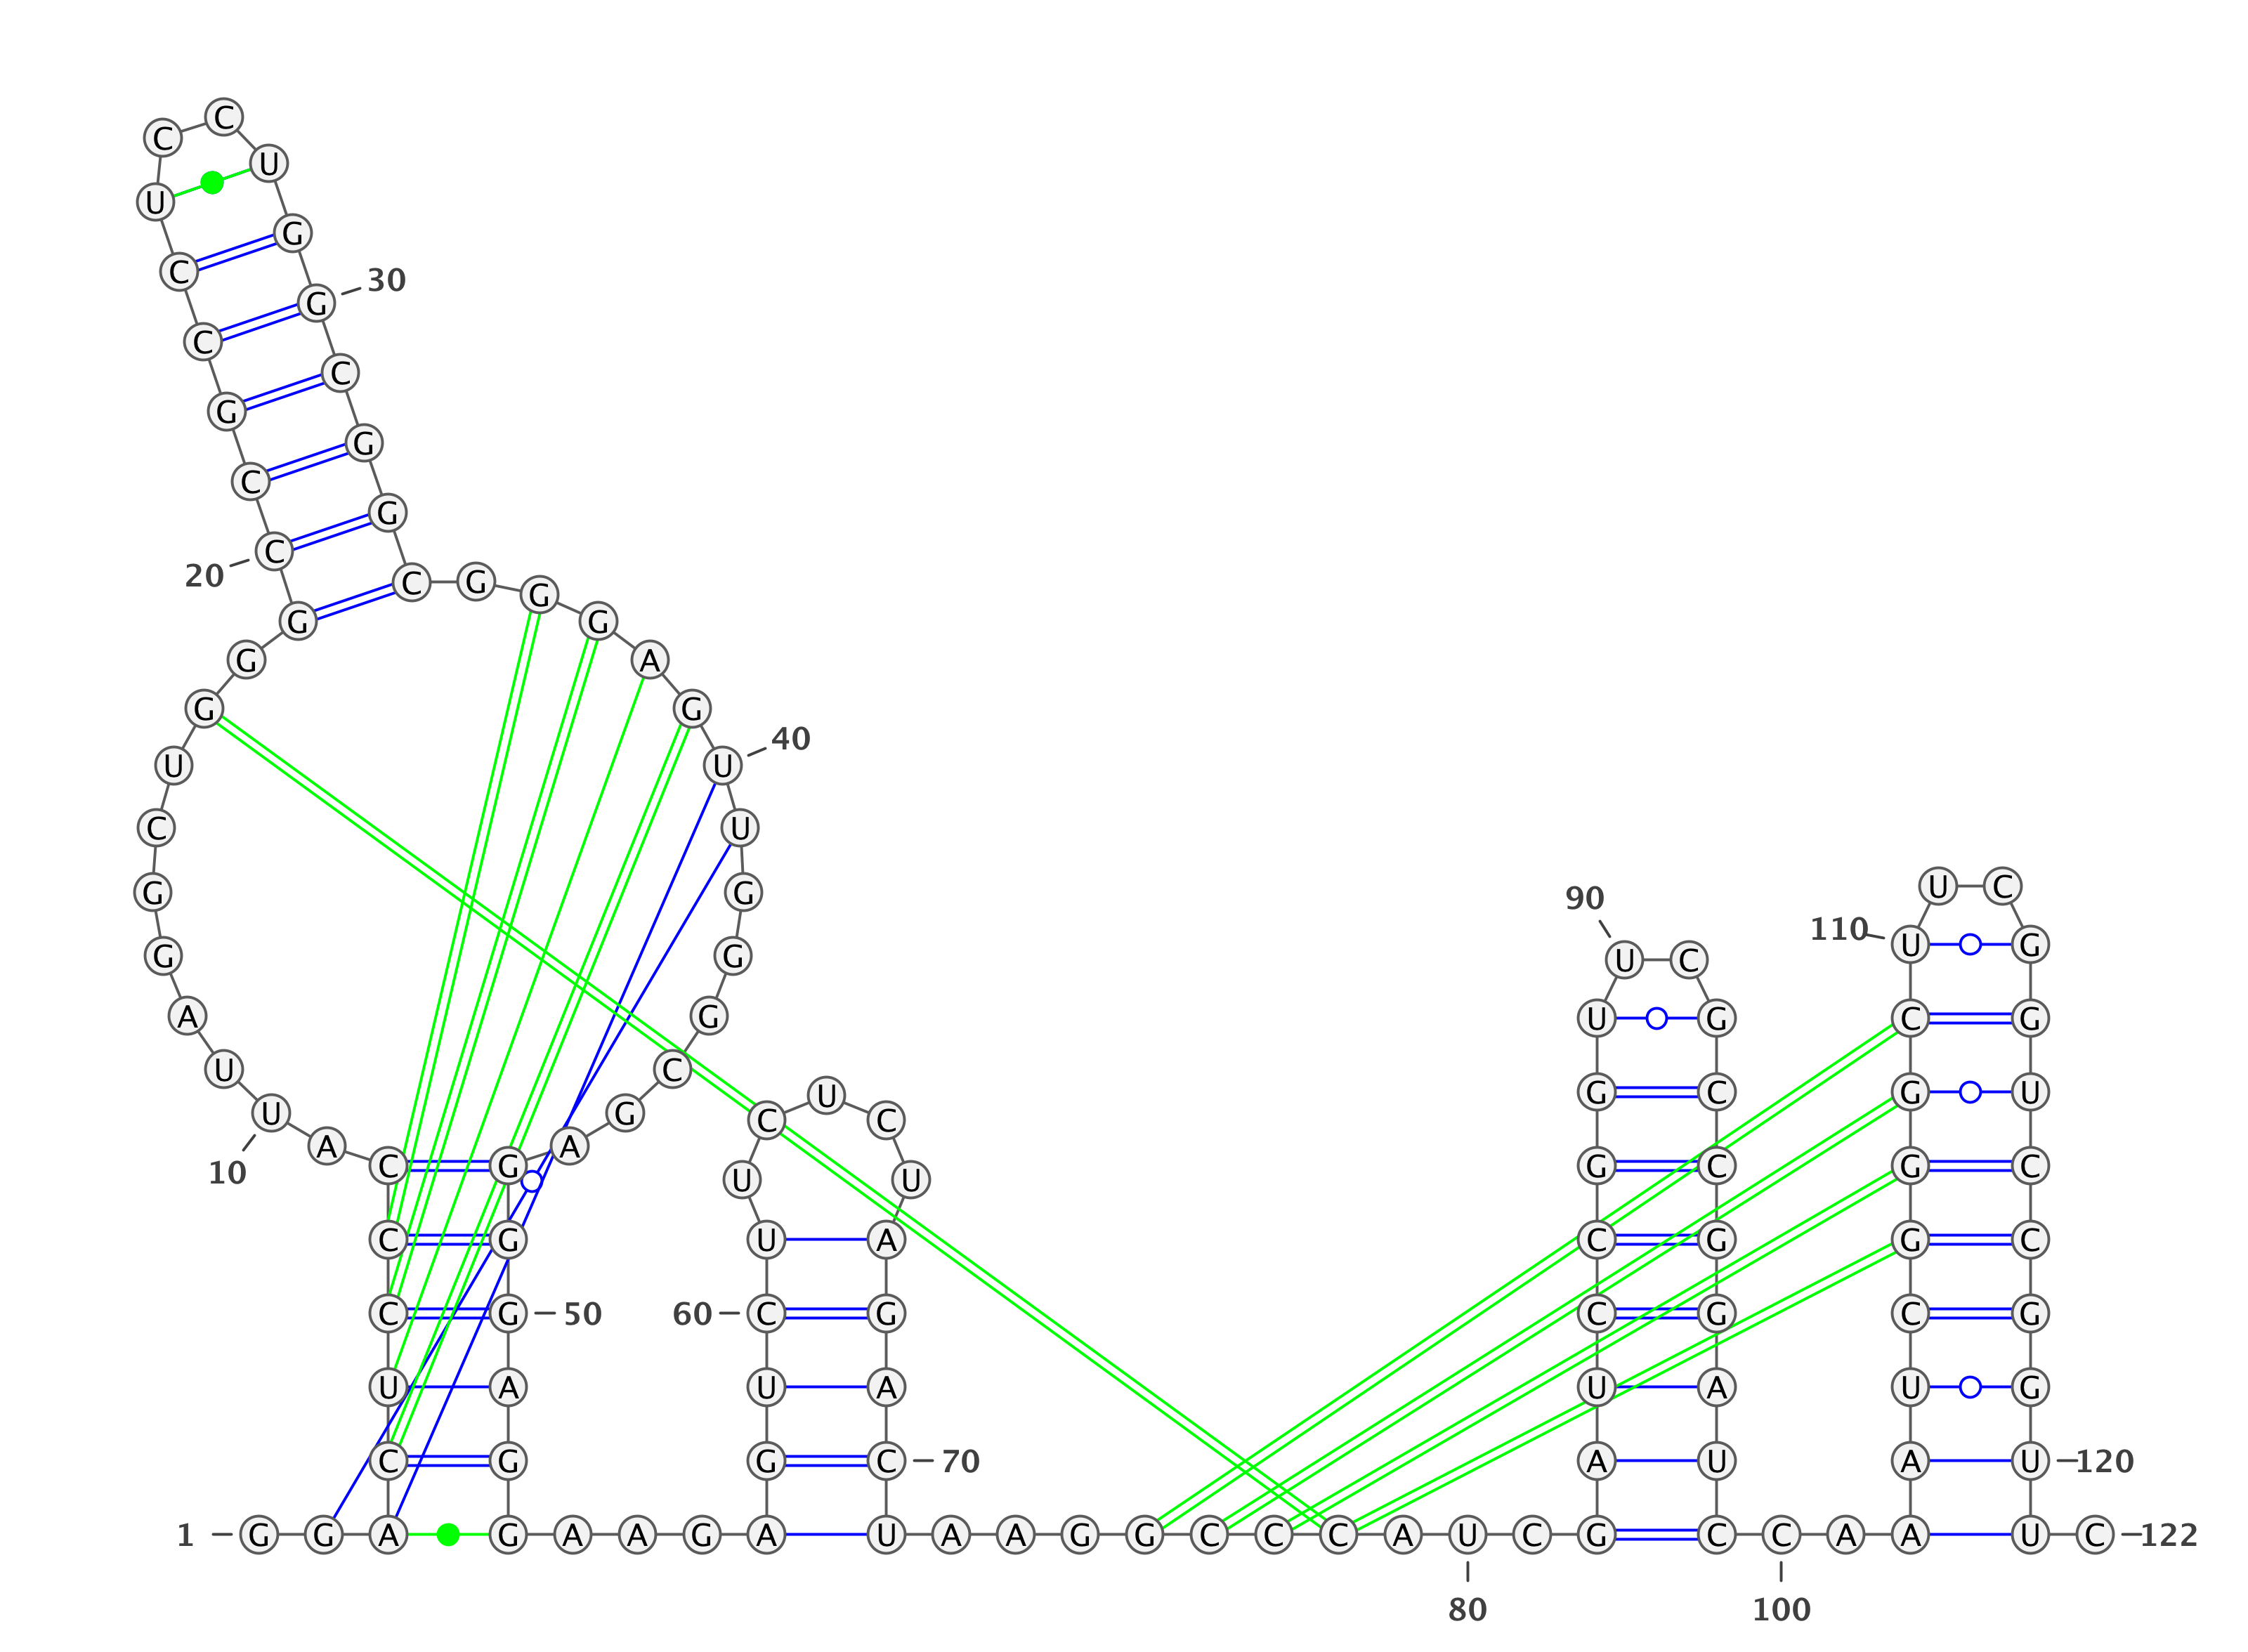 C C
U
U
G
C
30
G
C
C
G
G
C
G
C
20
C G
G
G G
G A
G G
40
U U
C U
U C
G G
90
110 U G
G G U C
A G U G C G
U C
G C G U
U
U G C C
A A
C G G C G C
10
U U
C G U A C G G C
C G 50 60 C G C G C G
U A U A U A U G
C G G C 70 A U A U 120
1 G G A G A A G A U A A G G C C C A U C G C C A A U C 122
80 100